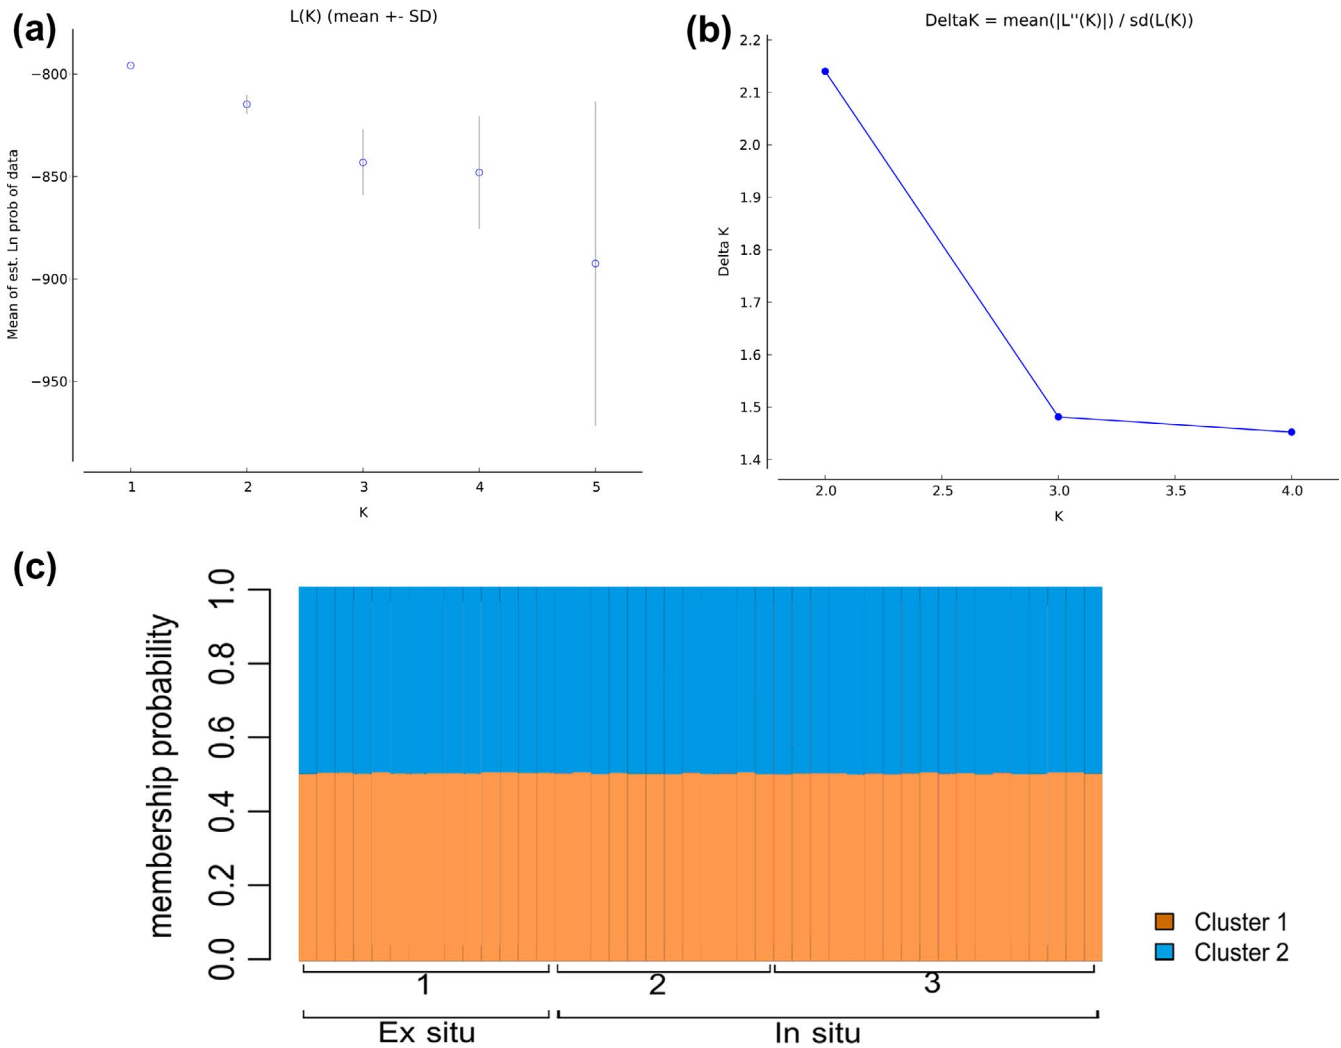 (a)
L(K) (mean +- SD)
Mean of est. Ln prob of data
−800
−850
−900
−950
1 2 3 4 5
K
(b)
DeltaK = mean(|L''(K)|) / sd(L(K))
Delta K
2.2
2.1
2.0
1.9
1.8
1.7
1.6
1.5
1.4
2.0 2.5 3.0 3.5 4.0
K
(c)
membership probability
1.0
0.8
0.6
0.4
0.2
0.0
Cluster 1
Cluster 2
1 2 3
Ex situ In situ